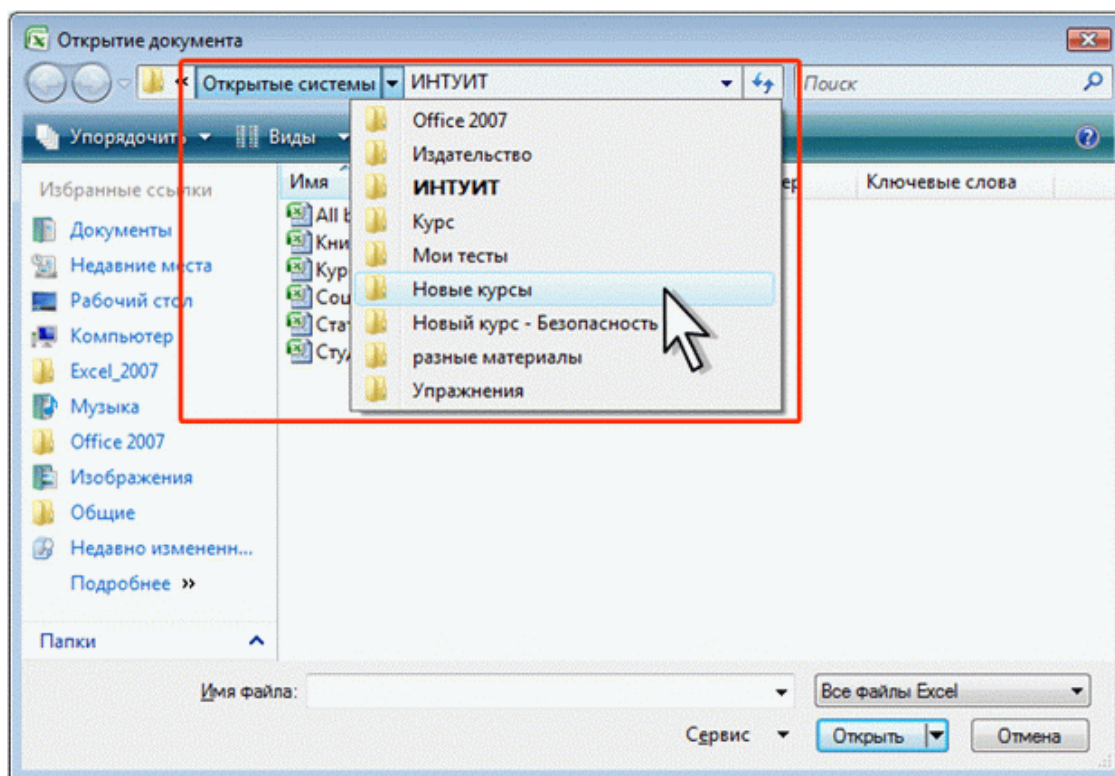 Открытие документа
« Открытые системы ИНТУИТ Поиск
Упорядочить Виды
Избранные ссылки
Документы
Недавние места
Рабочий стол
Компьютер
Excel_2007
Музыка
Office 2007
Изображения
Общие
Недавно измененн...
Подробнее »
Папки
Имя Ключевые слова
All
Сту
Office 2007
Издательство
ИНТУИТ
Курс
Мои тесты
Новые курсы
Новый курс - Безопасность
разные материалы
Упражнения
Имя файла: Все файлы Excel
Сервис Открыть Отмена